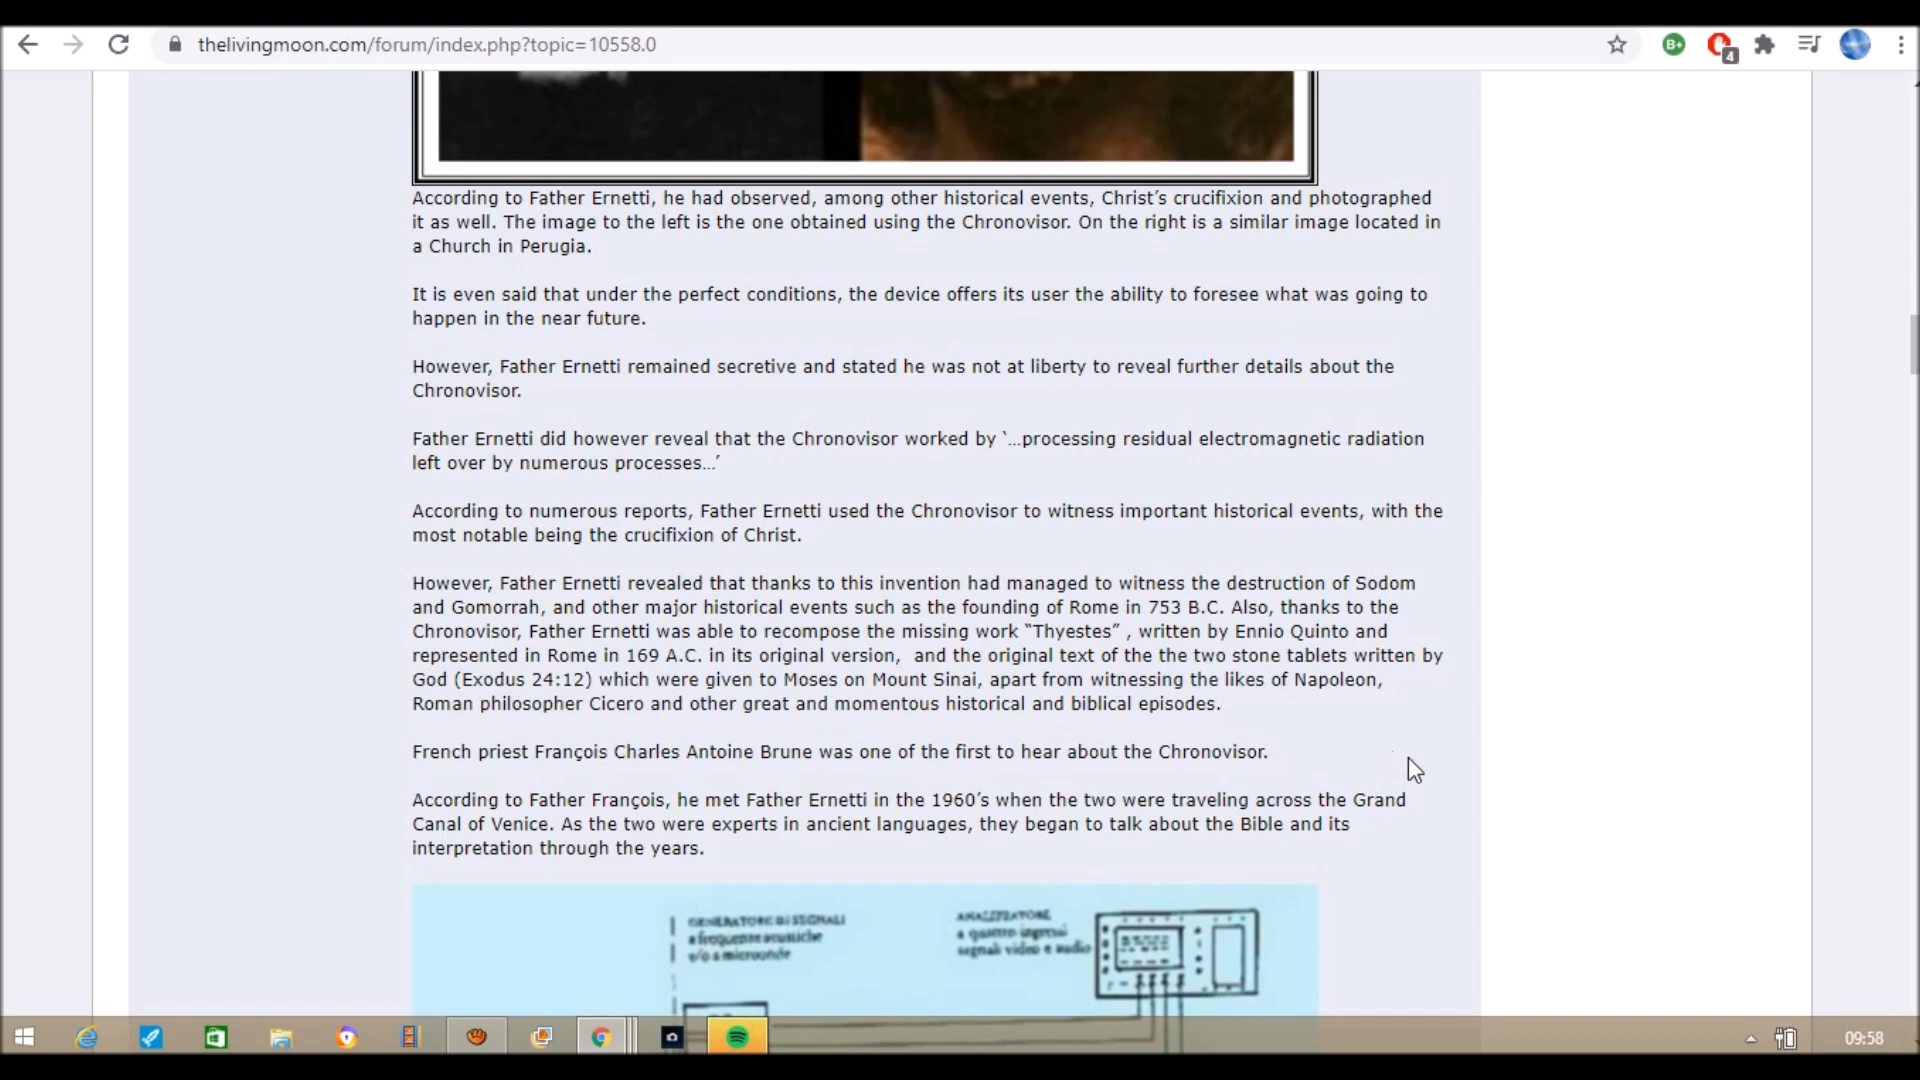 thelivingmoon.com/forum/index.php?topic=10558.0
B+
4
According to Father Ernetti, he had observed, among other historical events, Christ’s crucifixion and photographed
it as well. The image to the left is the one obtained using the Chronovisor. On the right is a similar image located in
a Church in Perugia.
It is even said that under the perfect conditions, the device offers its user the ability to foresee what was going to
happen in the near future.
However, Father Ernetti remained secretive and stated he was not at liberty to reveal further details about the
Chronovisor.
Father Ernetti did however reveal that the Chronovisor worked by ‘…processing residual electromagnetic radiation
left over by numerous processes…’
According to numerous reports, Father Ernetti used the Chronovisor to witness important historical events, with the
most notable being the crucifixion of Christ.
However, Father Ernetti revealed that thanks to this invention had managed to witness the destruction of Sodom
and Gomorrah, and other major historical events such as the founding of Rome in 753 B.C. Also, thanks to the
Chronovisor, Father Ernetti was able to recompose the missing work “Thyestes” , written by Ennio Quinto and
represented in Rome in 169 A.C. in its original version,  and the original text of the the two stone tablets written by
God (Exodus 24:12) which were given to Moses on Mount Sinai, apart from witnessing the likes of Napoleon,
Roman philosopher Cicero and other great and momentous historical and biblical episodes.
French priest François Charles Antoine Brune was one of the first to hear about the Chronovisor.
According to Father François, he met Father Ernetti in the 1960’s when the two were traveling across the Grand
Canal of Venice. As the two were experts in ancient languages, they began to talk about the Bible and its
interpretation through the years.
GENERATORE DI SEGNALI
a frequenze acustiche
e/o a microonde
ANALIZZATORE
a quattro ingressi
segnali video e audio
09:58